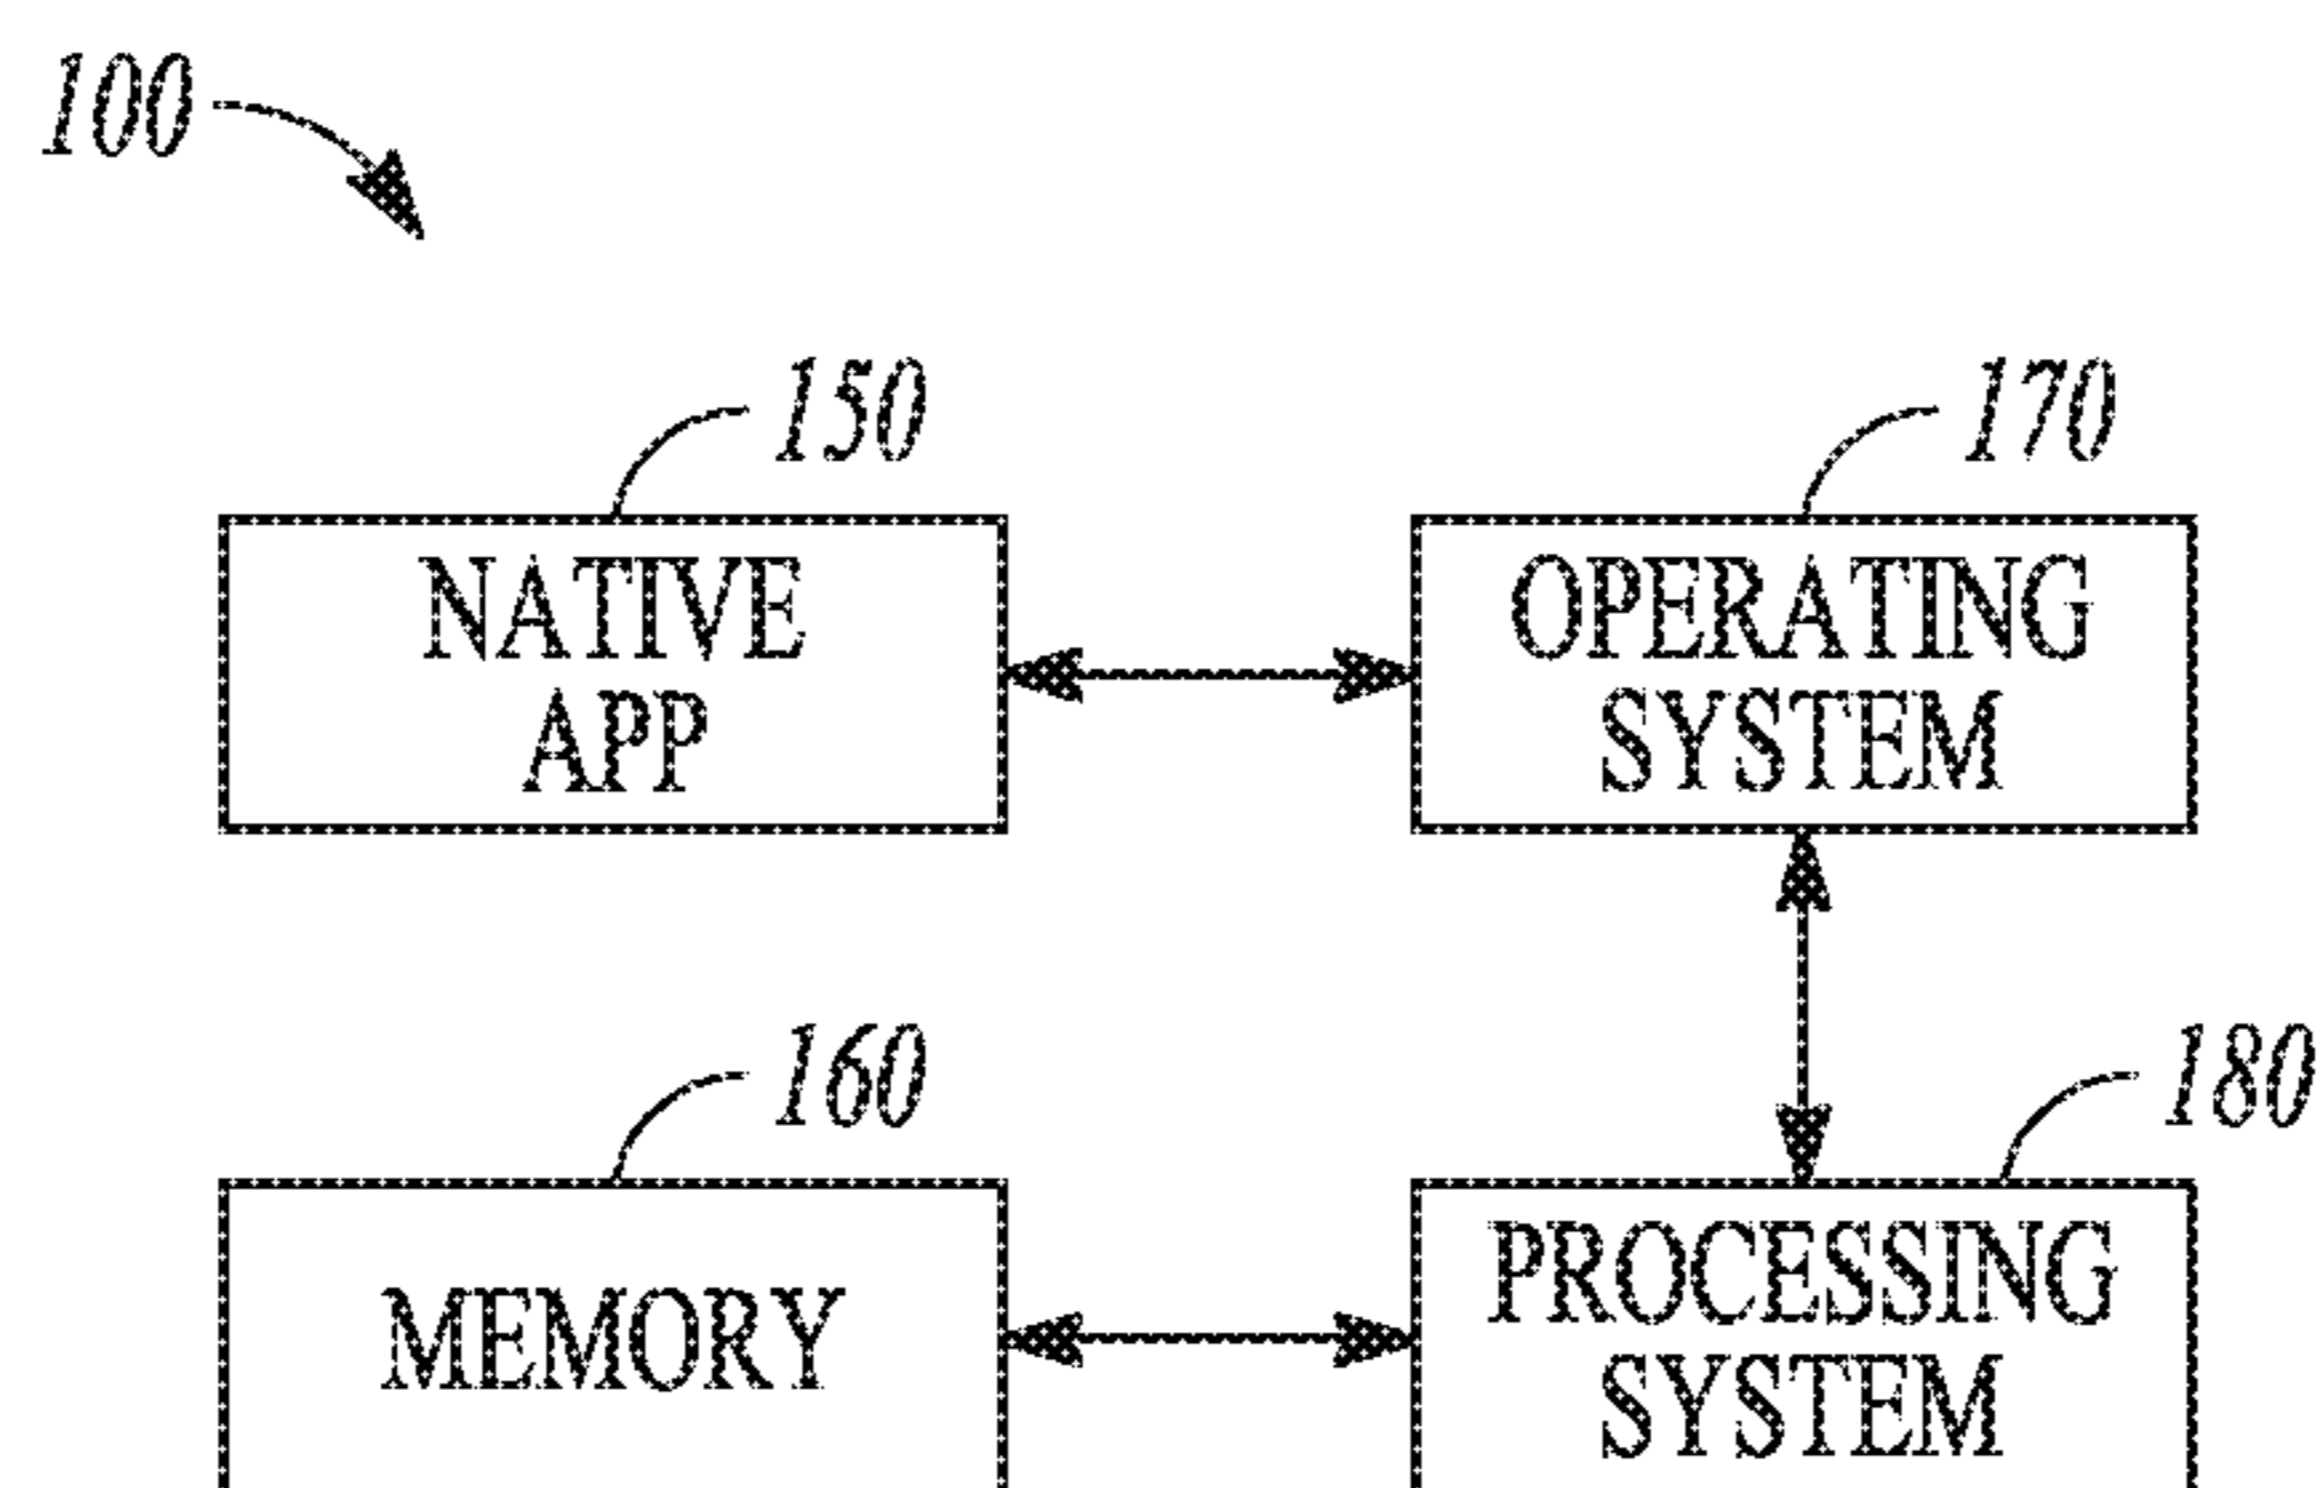 100
150
170
NATIVE
APP
OPERATING
SYSTEM
160
180
MEMORY
PROCESSING
SYSTEM